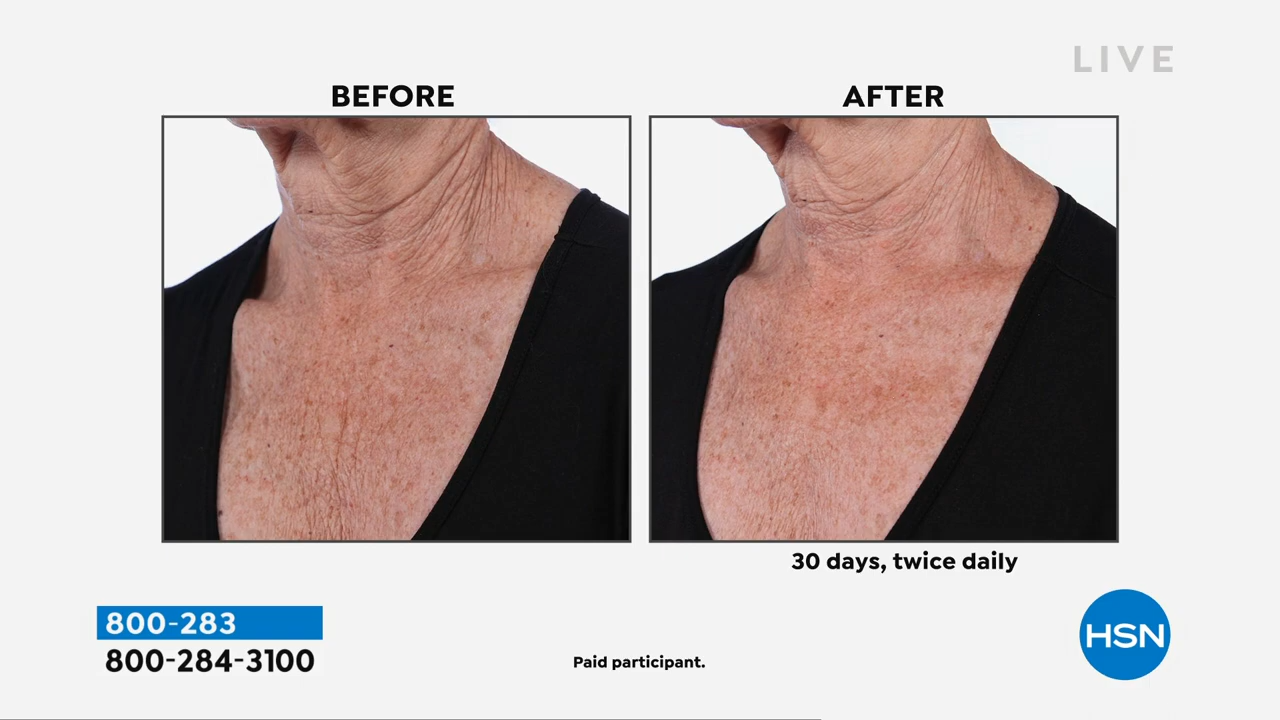 LIVE
BEFORE
AFTER
30 days, twice daily
800-283
800-284-3100
Paid participant.
HSN